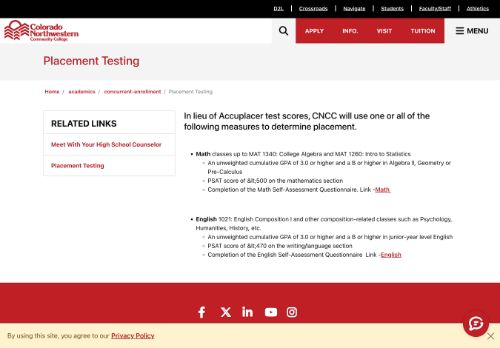 D2L Crossroads Navigate Students Faculty/Staff Athletics
Colorado
Northwestern
Community College
APPLY INFO. VISIT TUITION MENU
Placement Testing
Home / academics / concurrent-enrollment / Placement Testing
RELATED LINKS
Meet With Your High School Counselor
Placement Testing
In lieu of Accuplacer test scores, CNCC will use one or all of the
following measures to determine placement.
Math classes up to MAT 1340: College Algebra and MAT 1260: Intro to Statistics
An unweighted cumulative GPA of 3.0 or higher and a B or higher in Algebra II, Geometry or
Pre-Calculus
PSAT score of &lt;500 on the mathematics section
Completion of the Math Self-Assessment Questionnaire. Link -Math
English 1021: English Composition I and other composition-related classes such as Psychology,
Humanities, History, etc.
An unweighted cumulative GPA of 3.0 or higher and a B or higher in junior-year level English
PSAT score of &lt;470 on the writing/language section
Completion of the English Self-Assessment Questionnaire Link -English
By using this site, you agree to our Privacy Policy